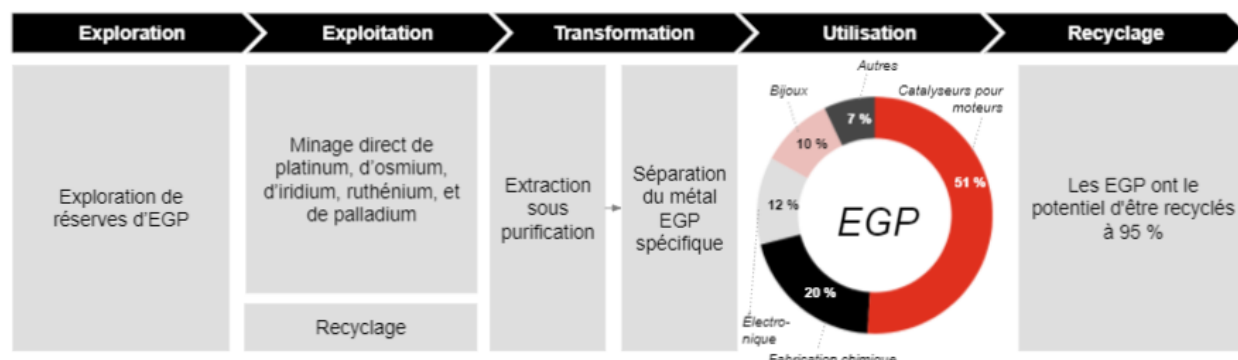 Exploration
Exploitation
Transformation
Utilisation
Recyclage
Exploration de
réserves d'EGP
Minage direct de
platinum, d'osmium,
d'iridium, ruthénium, et
de palladium
Recyclage
Extraction
sous
purification
Séparation
du métal
EGP
spécifique
Autres
Bijoux
Catalyseurs pour
moteurs
7 %
10 %
51 %
12 %
EGP
20 %
Électro-
nique
Fabrication chimique
Les EGP ont le
potentiel d'être recyclés
à 95 %